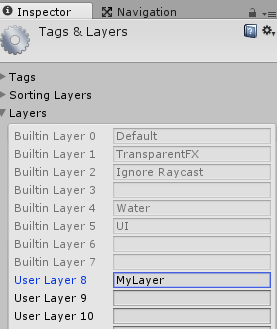 Inspector
Navigation
Tags & Layers
Tags
Sorting Layers
Layers
Builtin Layer 0 Default
Builtin Layer 1 TransparentFX
Builtin Layer 2 Ignore Raycast
Builtin Layer 3
Builtin Layer 4 Water
Builtin Layer 5 UI
Builtin Layer 6
Builtin Layer 7
User Layer 8 MyLayer
User Layer 9
User Layer 10